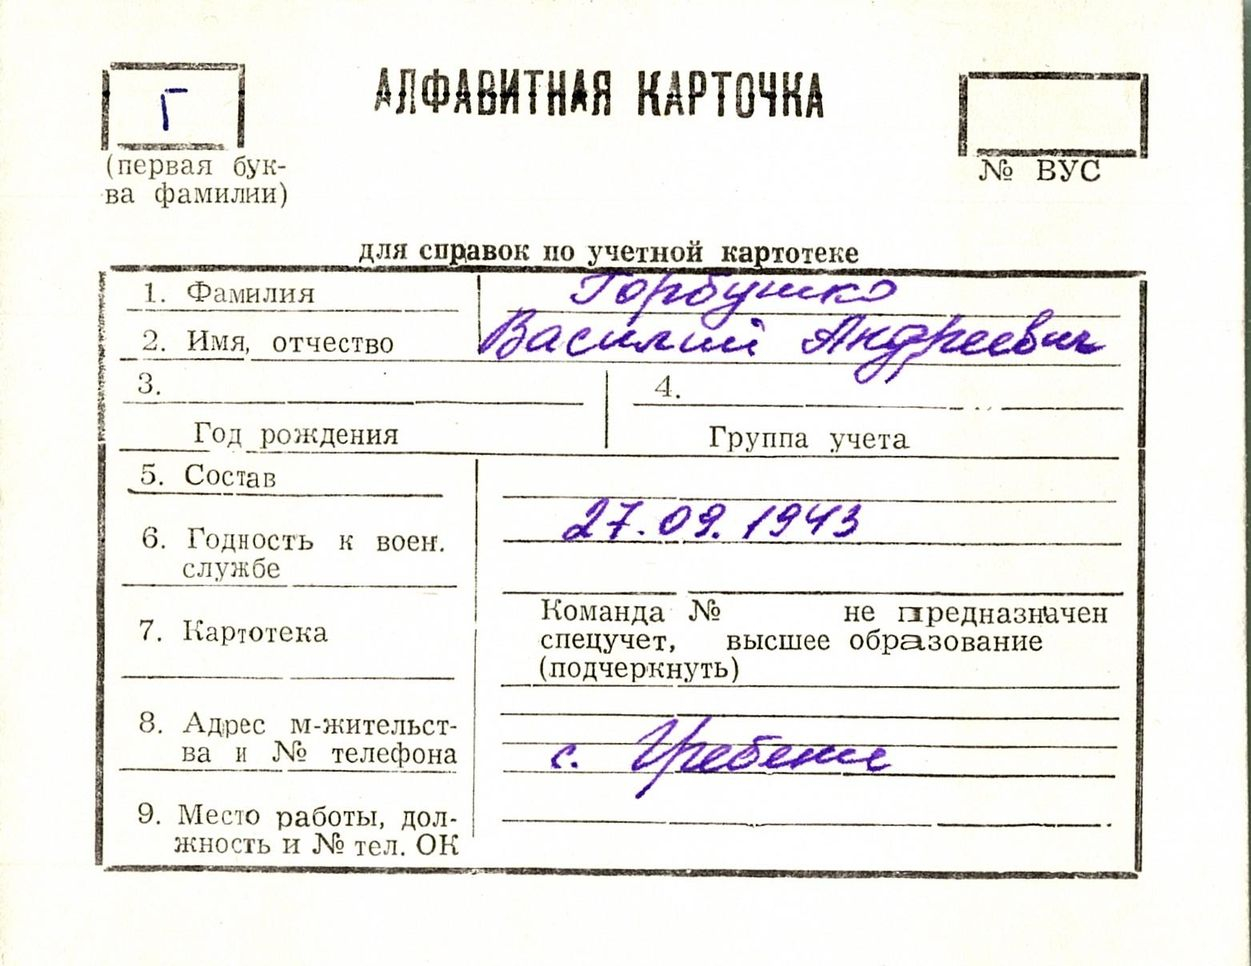 Г
АЛФАВИТНАЯ КАРТОЧКА
(первая бук-
ва фамилии)
№ ВУС
для справок по учетной картотеке
1. Фамилия Горбушко
2. Имя, отчество Василий Андреевич
3. 4.
Год рождения Группа учета
5. Состав
27.09.1943
6. Годность к воен.
службе
7. Картотека
Команда № не предназначен
спецучет, высшее образование
(подчеркнуть)
8. Адрес м-жительст-
ва и № телефона с. Гребени
9. Место работы, дол-
жность и № тел. ОК